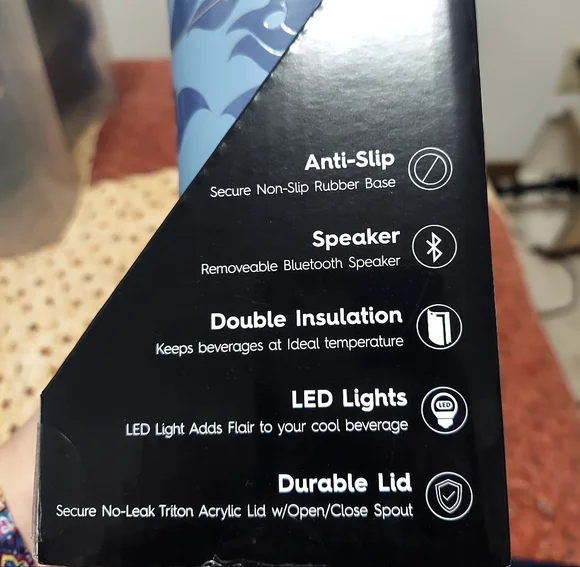 Anti-Slip
Secure Non-Slip Rubber Base
Speaker
Removeable Bluetooth Speaker
Double Insulation
Keeps beverages at Ideal temperature
LED Lights
LED
LED Light Adds Flair to your cool beverage
Durable Lid
Secure No-Leak Triton Acrylic Lid w/Open/Close Spout